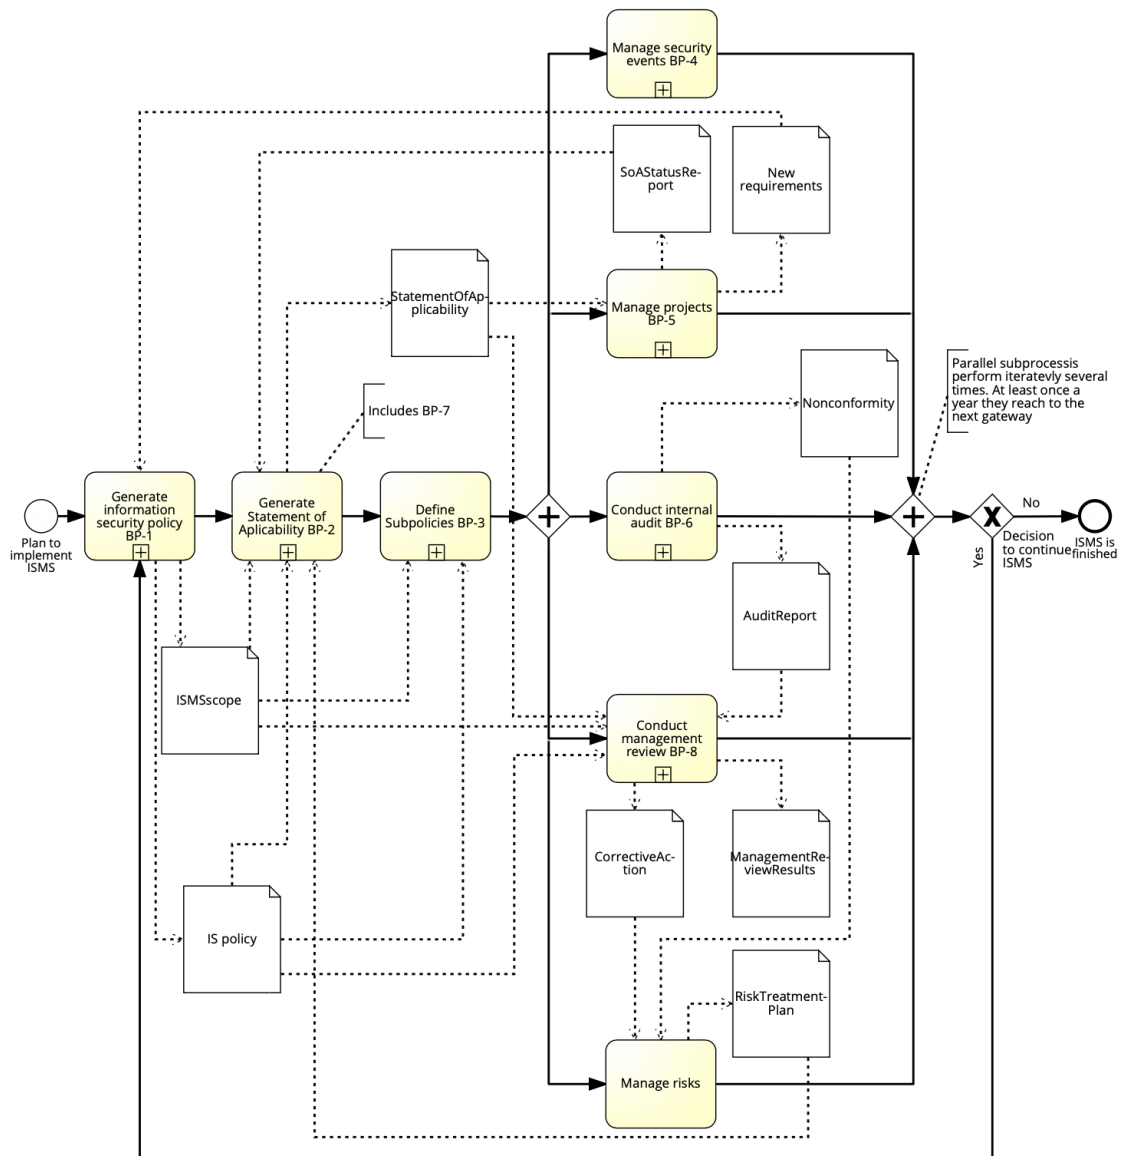 Manage security
events BP-4
SoAStatusRe-
port
New
requirements
StatementOfAp-
plicability
Manage projects
BP-5
Parallel subprocessis
perform iteratevly several
times. At least once a
year they reach to the
next gateway
Nonconformity
Includes BP-7
Generate
information
security policy
BP-1
Generate
Statement of
Aplicability BP-2
Define
Subpolicies BP-3
Conduct internal
audit BP-6
No
Yes
Decision
to continue
ISMS
ISMS is
finished
Plan to
implement
ISMS
AuditReport
ISMSscope
Conduct
management
review BP-8
CorrectiveAc-
tion
ManagementRe-
viewResults
IS policy
RiskTreatment-
Plan
Manage risks